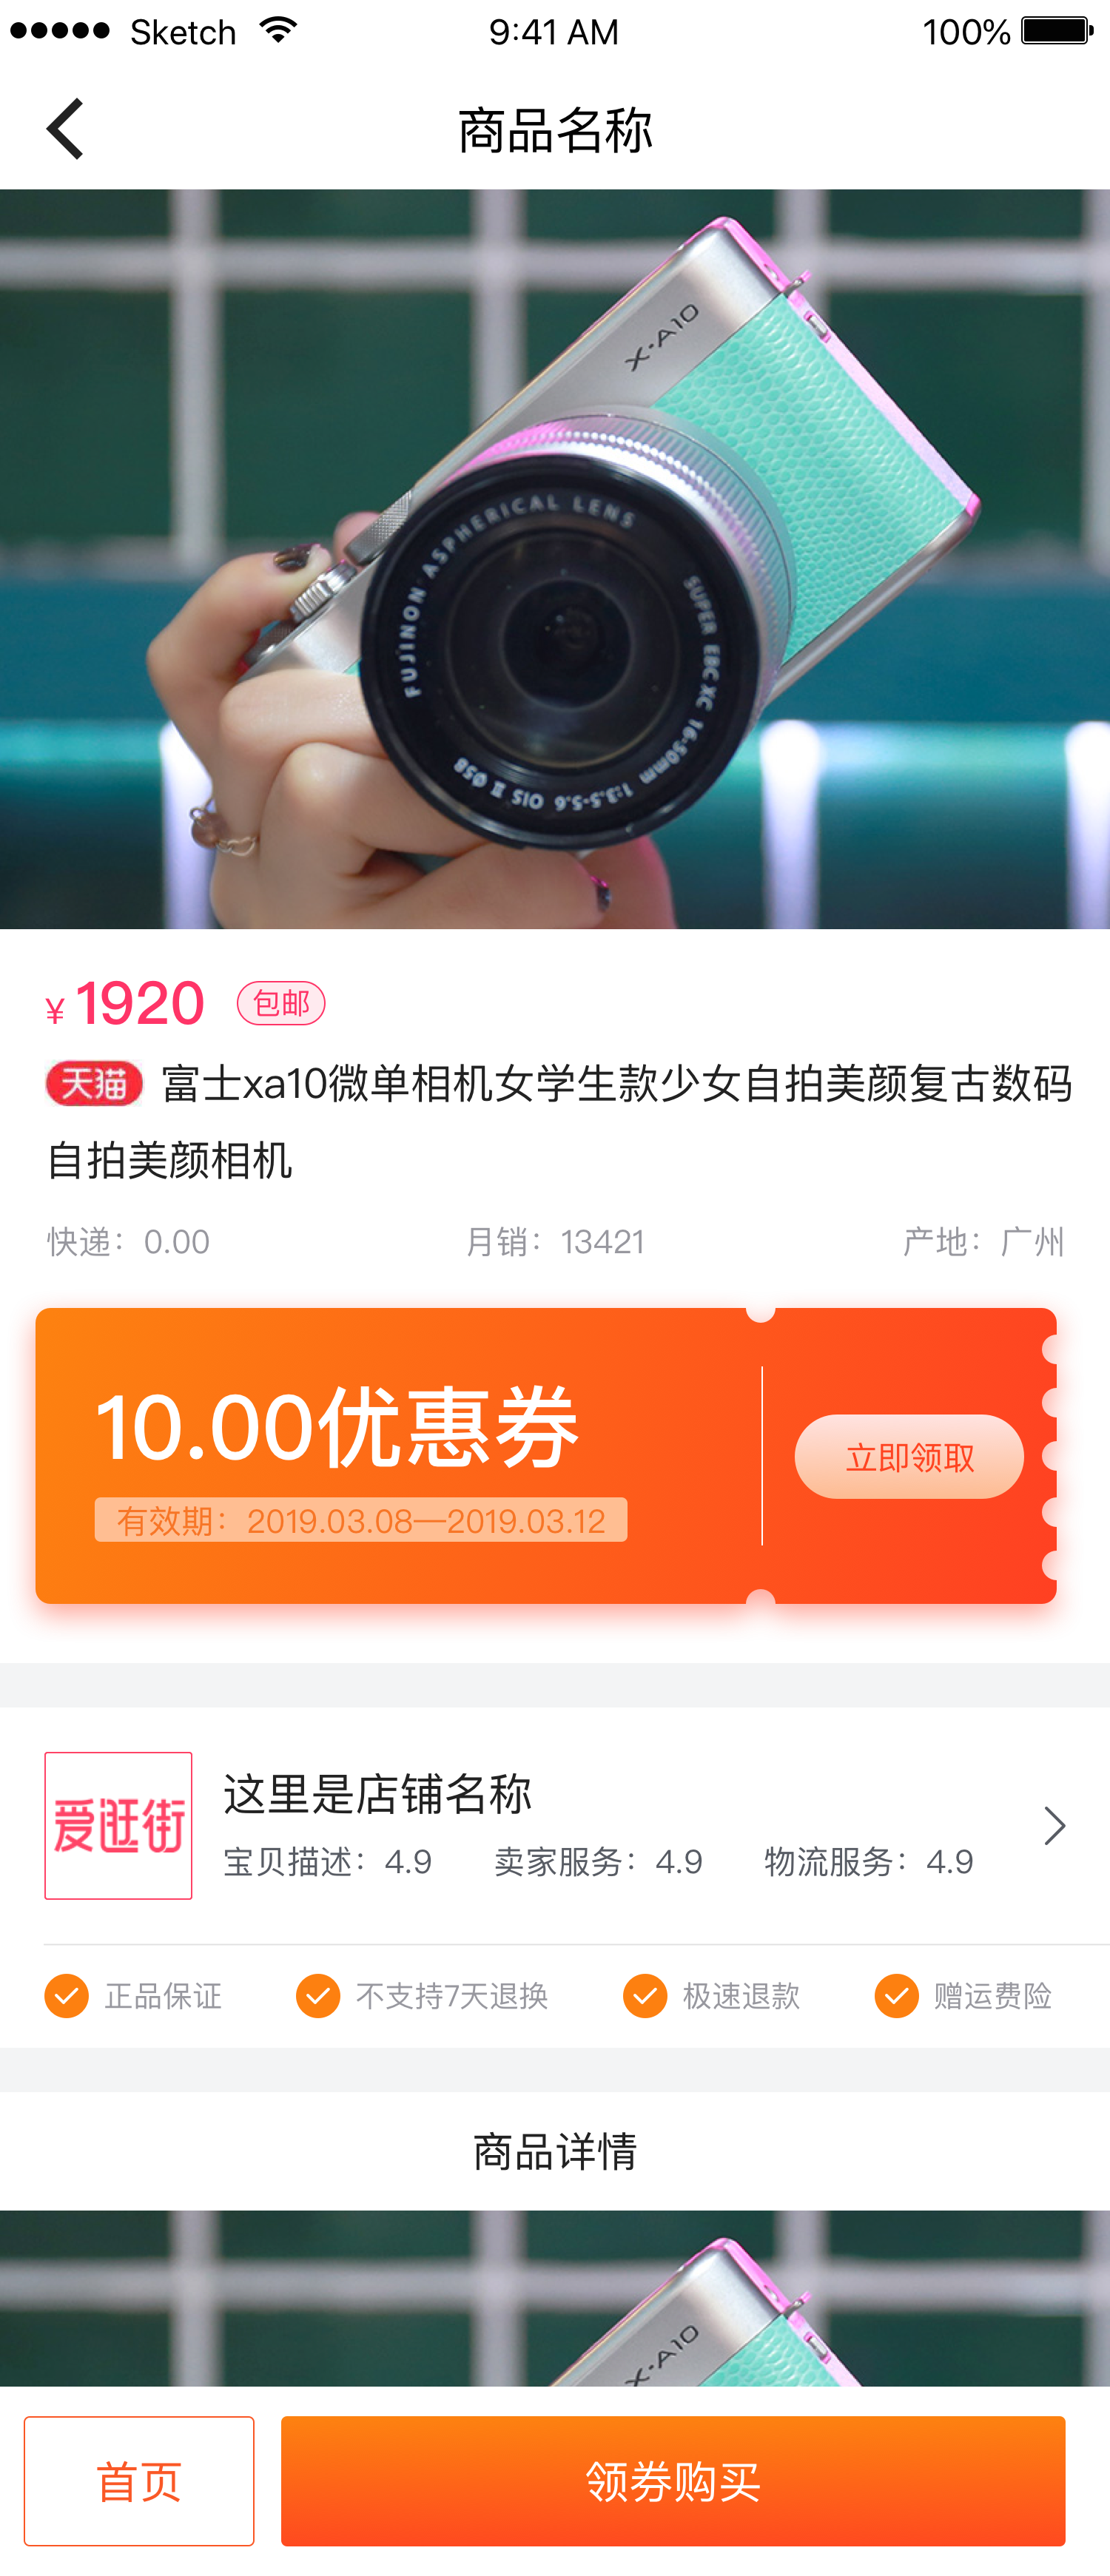 Sketch 9:41 AM 100%
商品名称
X-A10
FUJINON ASPHERICAL LENS
SUPER EBC XC 16-50mm 1:3.5-5.6 OIS II Ø58
¥ 1920 包邮
天猫 富士xa10微单相机女学生款少女自拍美颜复古数码
自拍美颜相机
快递：0.00 月销：13421 产地：广州
10.00优惠券
立即领取
有效期：2019.03.08—2019.03.12
爱逛街
这里是店铺名称
宝贝描述：4.9 卖家服务：4.9 物流服务：4.9
正品保证 不支持7天退换 极速退款 赠运费险
商品详情
X-A10
首页 领券购买